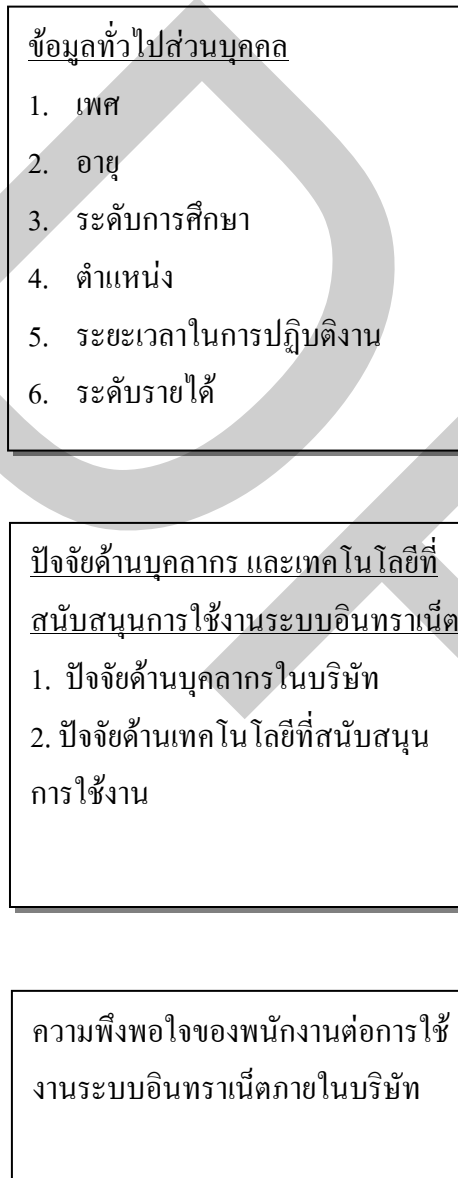 ข้อมูลทั่วไปส่วนบุคคล
1. เพศ
2. อายุ
3. ระดับการศึกษา
4. ตำแหน่ง
5. ระยะเวลาในการปฏิบติงาน
6. ระดับรายได้
ปัจจัยด้านบุคลากร และเทคโนโลยีที่
สนับสนุนการใช้งานระบบอินทราเน็ต
1. ปัจจัยด้านบุคลากรในบริษัท
2. ปัจจัยด้านเทคโนโลยีที่สนับสนุน
การใช้งาน
ความพึงพอใจของพนักงานต่อการใช้
งานระบบอินทราเน็ตภายในบริษัท